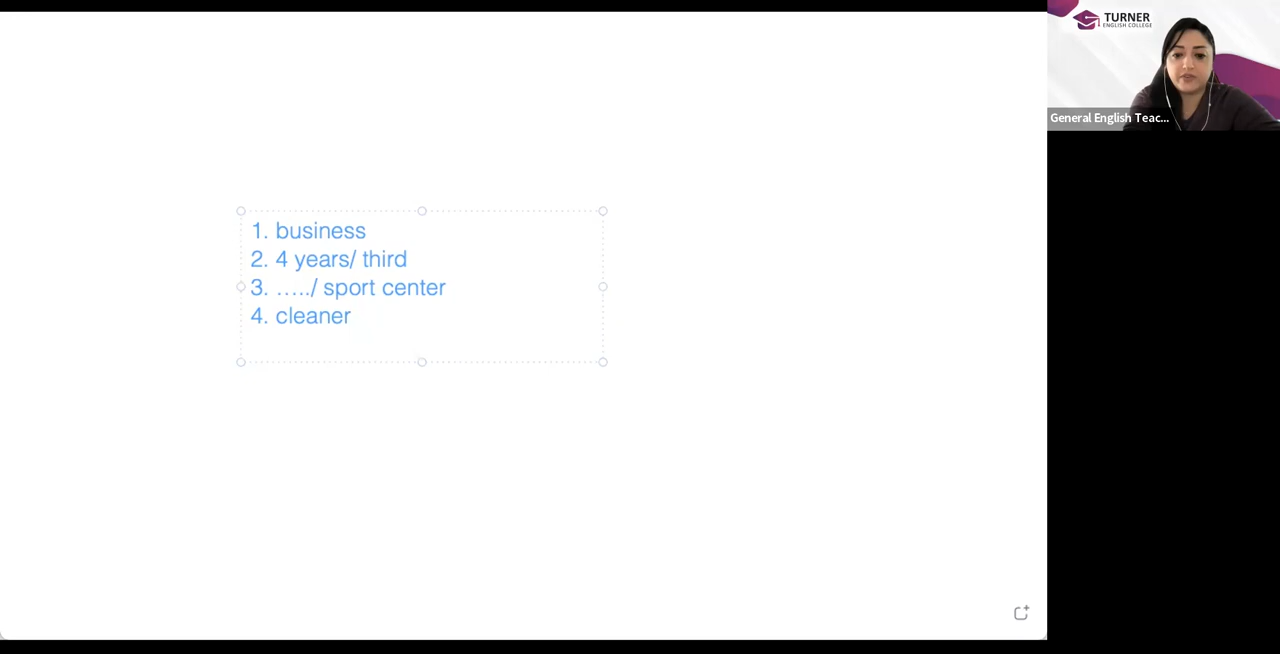 TURNER
ENGLISH COLLEGE
General English Teac...
1. business
2. 4 years/ third
3. …../ sport center
4. cleaner